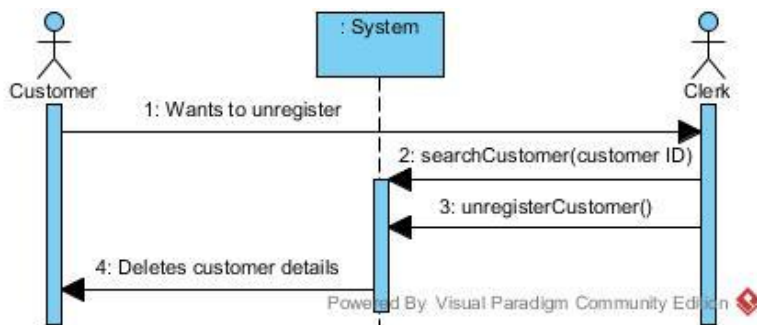 : System
Customer
Clerk
1: Wants to unregister
2: searchCustomer(customer ID)
3: unregisterCustomer()
4: Deletes customer details
Powered By Visual Paradigm Community Edition